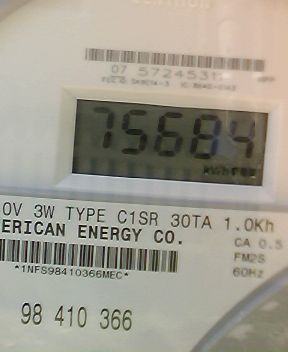 07 57245311
75684
kWh
0V 3W TYPE C1SR 30TA 1.0Kh
ERICAN ENERGY CO.
CA 0.5
*1NFS98410366MEC*
FM2S
60Hz
98 410 366